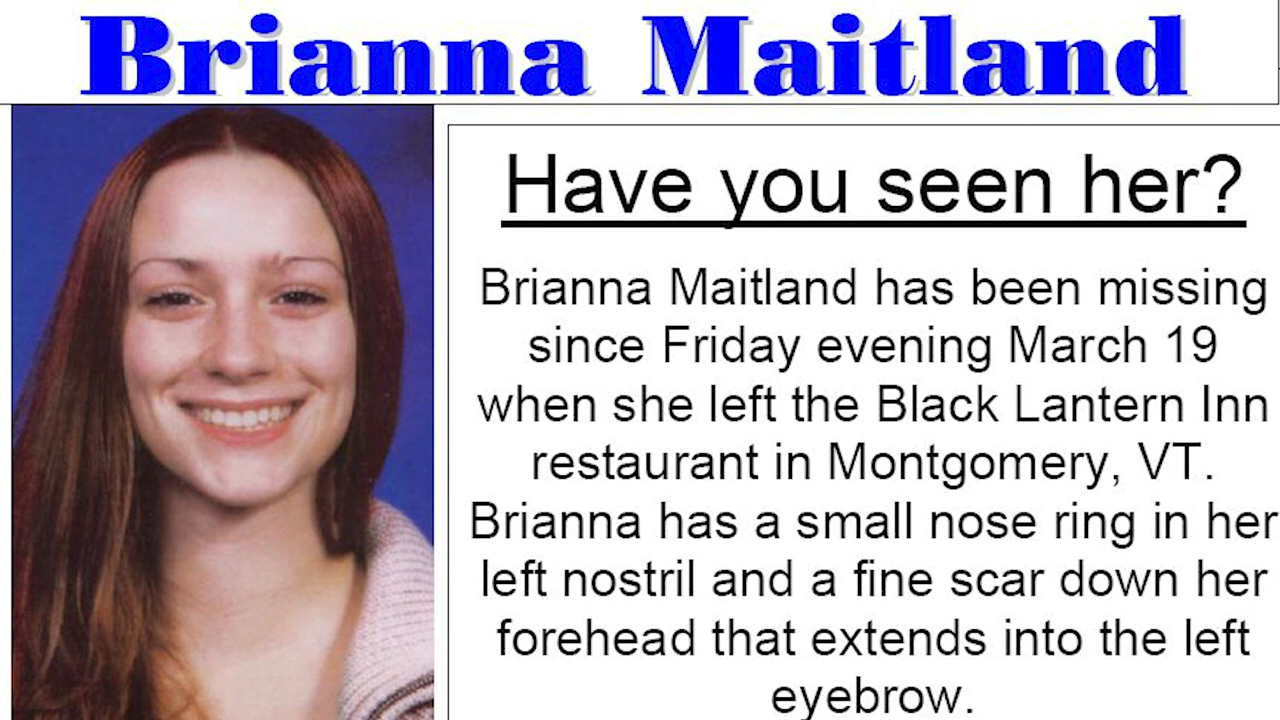 Brianna Maitland
Have you seen her?
Brianna Maitland has been missing
since Friday evening March 19
when she left the Black Lantern Inn
restaurant in Montgomery, VT.
Brianna has a small nose ring in her
left nostril and a fine scar down her
forehead that extends into the left
eyebrow.